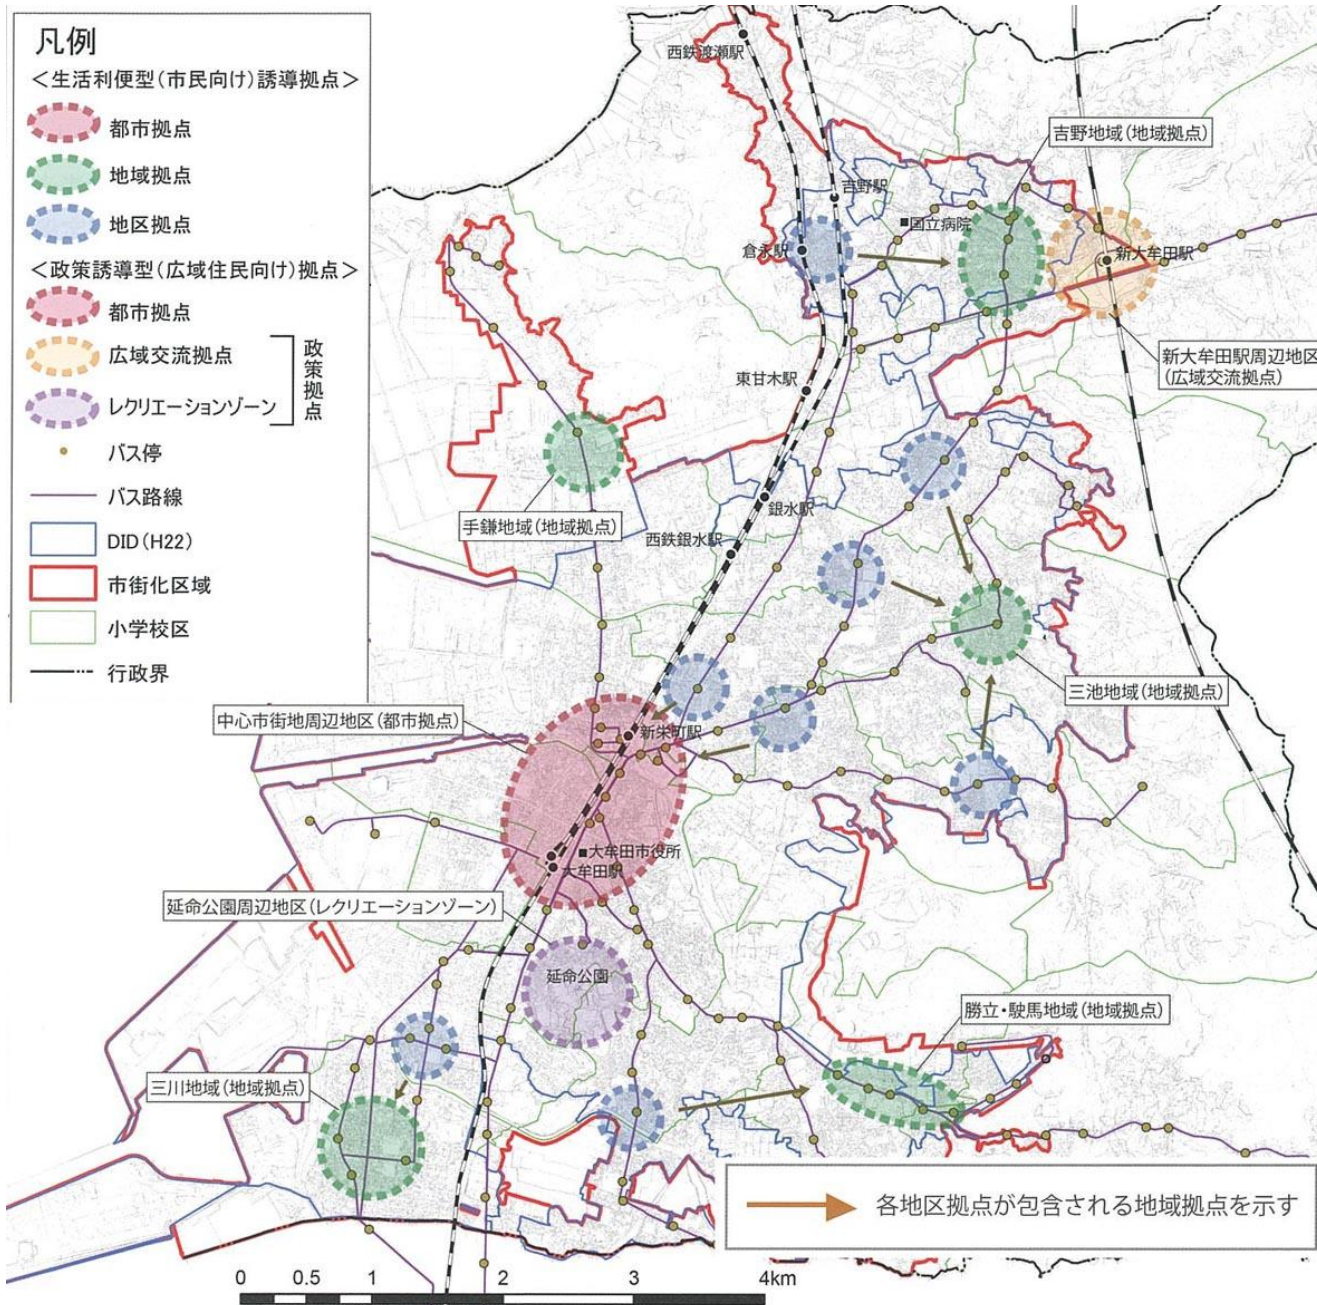 凡例
<生活利便型(市民向け)誘導拠点>
都市拠点
地域拠点
地区拠点
<政策誘導型(広域住民向け)拠点>
都市拠点
広域交流拠点
レクリエーションゾーン
政策拠点
バス停
バス路線
DID(H22)
市街化区域
小学校区
行政界
西鉄渡瀬駅
吉野地域(地域拠点)
吉野駅
国立病院
倉永駅
新大牟田駅
新大牟田駅周辺地区
(広域交流拠点)
東甘木駅
銀水駅
手鎌地域(地域拠点)
西鉄銀水駅
三池地域(地域拠点)
中心市街地周辺地区(都市拠点)
新栄町駅
大牟田市役所
大牟田駅
延命公園周辺地区(レクリエーションゾーン)
延命公園
勝立・駛馬地域(地域拠点)
三川地域(地域拠点)
各地区拠点が包含される地域拠点を示す
0 0.5 1 2 3 4km